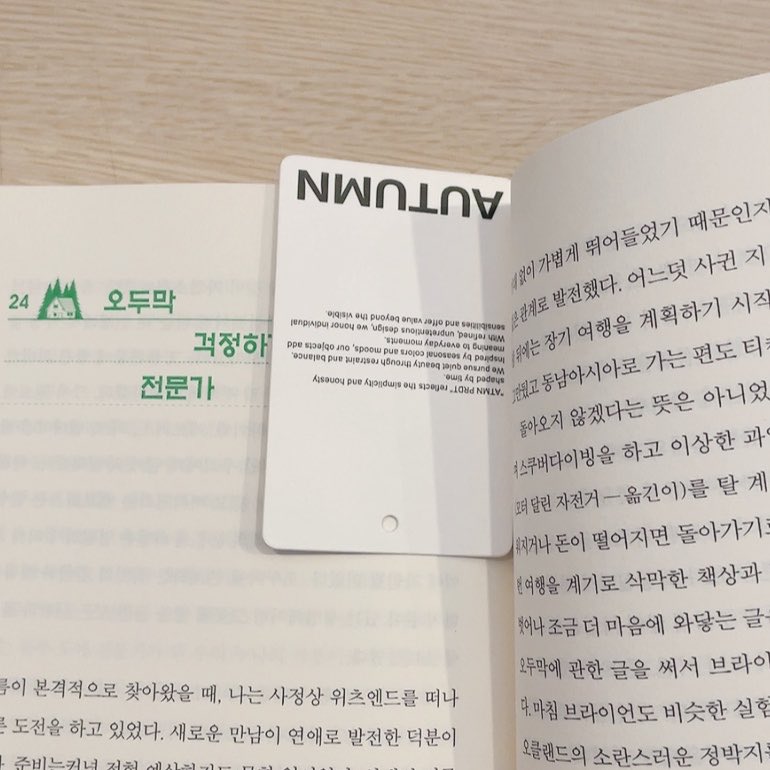 24
오두막
걱정하
전문가
AUTUMN
"ATMN PRDT" reflects the simplicity and honesty
shaped by time.
We pursue quiet beauty through restraint and balance.
Inspired by seasonal colors and moods, our objects add
meaning to everyday moments.
With refined, unpretentious design, we honor individual
sensibilities and offer value beyond the visible.
본격적으로 찾아왔을 때, 나는 사정상 위츠엔드를 떠나
도전을 하고 있었다. 새로운 만남이 연애로 발전한 덕분이
없이 가볍게 뛰어들었기 때문인지
관계로 발전했다. 어느덧 사귄 지
뒤에는 장기 여행을 계획하기 시작
동남아시아로 가는 편도 티
돌아오지 않겠다는 뜻은 아니었
스쿠버다이빙을 하고 이상한 과
모터 달린 자전거 — 옮긴이)를 탈 계
돈이 떨어지면 돌아가기로
여행을 계기로 삭막한 책상과
벗어나 조금 더 마음에 와닿는 글
오두막에 관한 글을 써서 브라이
다. 마침 브라이언도 비슷한 실험
오클랜드의 소란스러운 정박지